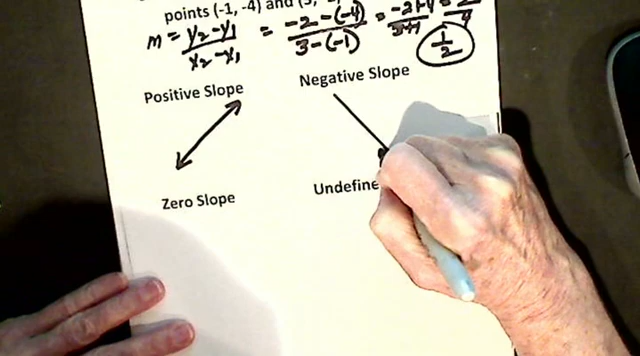 points (-1, -4) and (3, -
m = y₂-y₁/x₂-x₁ = -2-(-4)/3-(-1) = -2+4/3+1 = 2/4
1/2
Positive Slope Negative Slope
Zero Slope Undefine